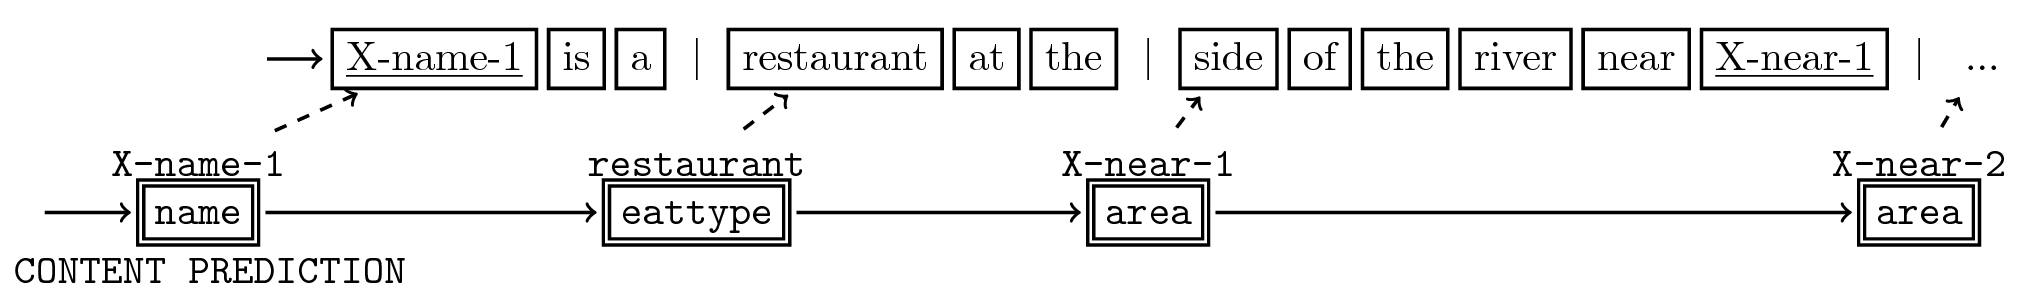 X-name-1 is a | restaurant at the | side of the river near X-near-1 | ...
X-name-1 restaurant X-near-1 X-near-2
name eattype area area
CONTENT PREDICTION